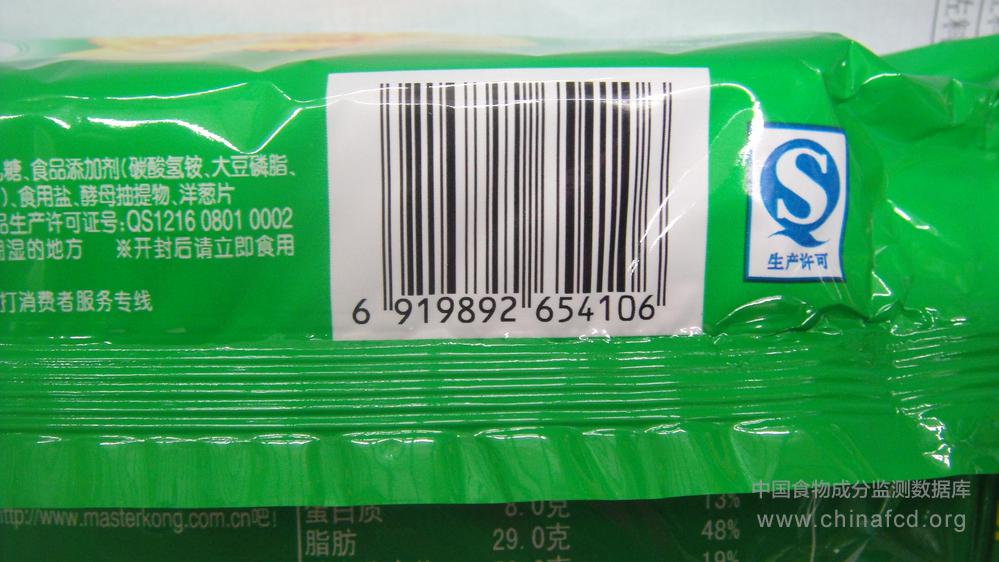 糖、食品添加剂(碳酸氢铵、大豆磷脂、
)、食用盐、酵母抽提物、洋葱片
品生产许可证号:QS1216 0801 0002
湿的地方 ※开封后请立即食用
打消费者服务专线
6 919892 654106
QS
生产许可
http://www.masterkong.com.cn吧!
蛋白质 8.0克 13%
脂肪 29.0克 48%
19%
中国食物成分监测数据库
www.chinafcd.org